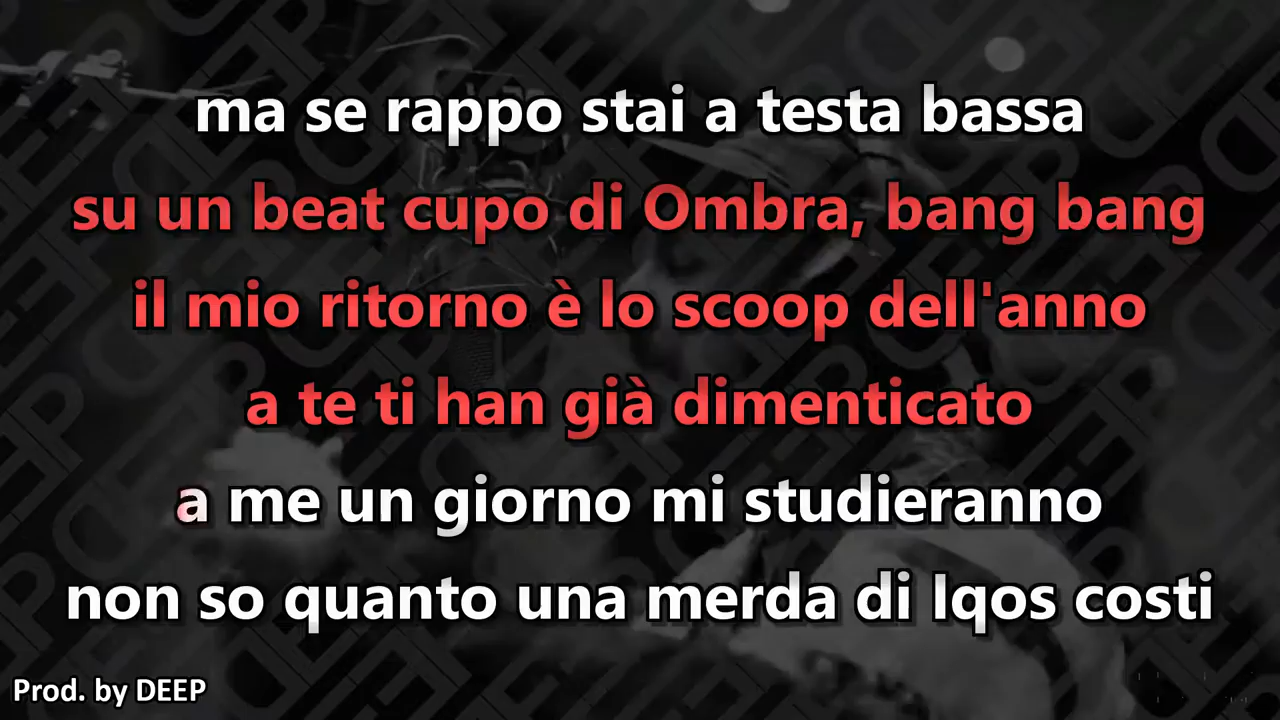 ma se rappo stai a testa bassa
su un beat cupo di Ombra, bang bang
il mio ritorno è lo scoop dell'anno
a te ti han già dimenticato
a me un giorno mi studieranno
non so quanto una merda di Iqos costi
Prod. by DEEP